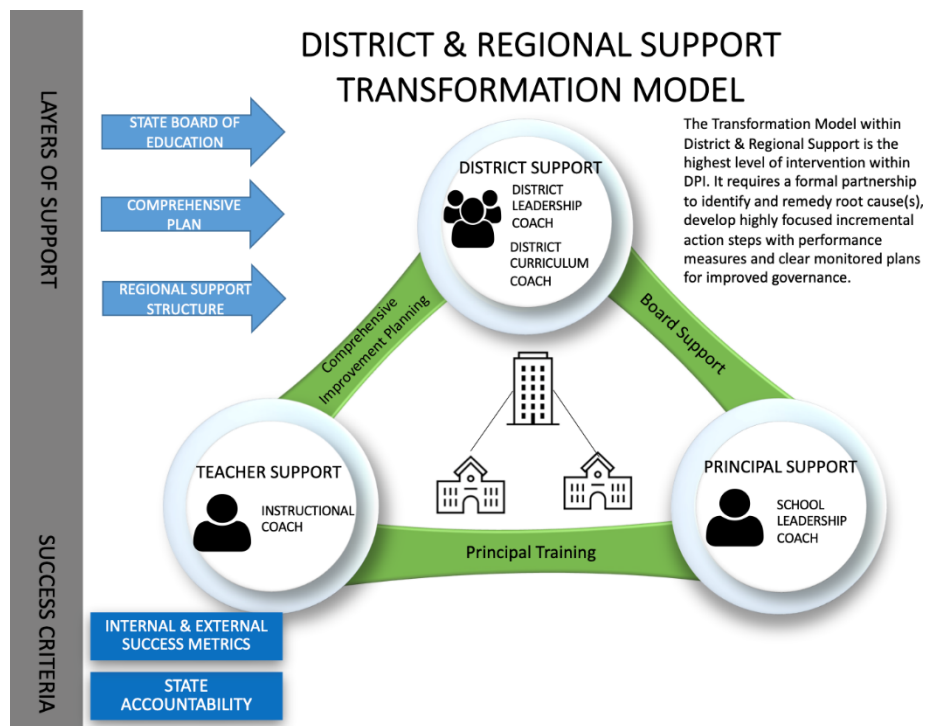 DISTRICT & REGIONAL SUPPORT
TRANSFORMATION MODEL
LAYERS OF SUPPORT
STATE BOARD OF
EDUCATION
COMPREHENSIVE
PLAN
REGIONAL SUPPORT
STRUCTURE
The Transformation Model within
District & Regional Support is the
highest level of intervention within
DPI. It requires a formal partnership
to identify and remedy root cause(s),
develop highly focused incremental
action steps with performance
measures and clear monitored plans
for improved governance.
DISTRICT SUPPORT
DISTRICT
LEADERSHIP
COACH
DISTRICT
CURRICULUM
COACH
Comprehensive
Improvement Planning
Board Support
TEACHER SUPPORT
INSTRUCTIONAL
COACH
PRINCIPAL SUPPORT
SCHOOL
LEADERSHIP
COACH
Principal Training
SUCCESS CRITERIA
INTERNAL & EXTERNAL
SUCCESS METRICS
STATE
ACCOUNTABILITY